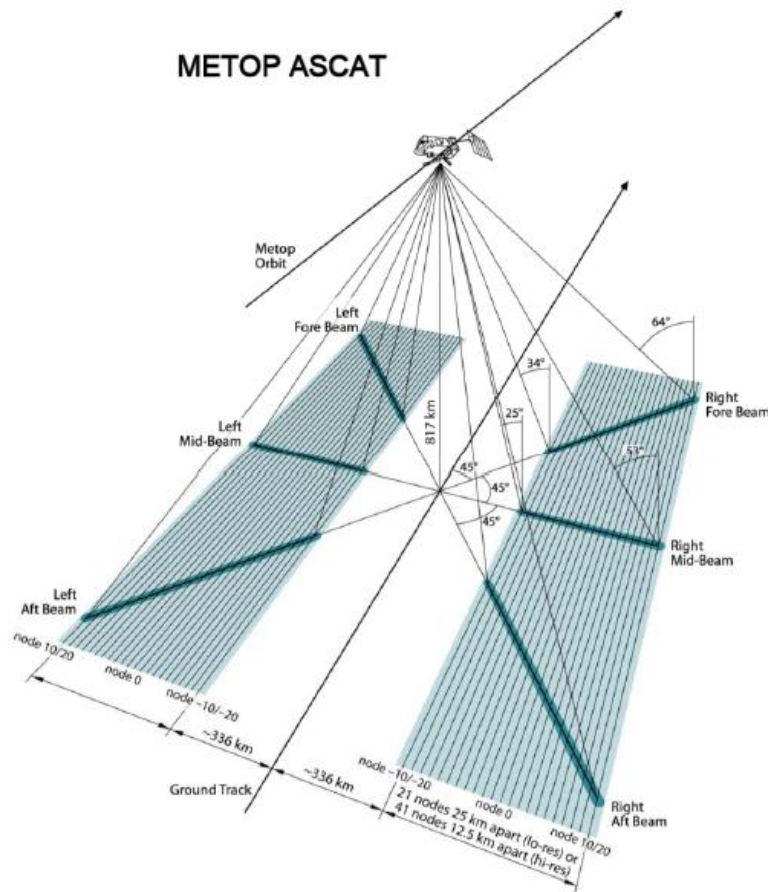 METOP ASCAT
Metop
Orbit
Left
Fore Beam
64°
34°
Right
Fore Beam
817 km
25°
Left
Mid-Beam
53°
45°
45°
45°
Right
Mid-Beam
Left
Aft Beam
node 10/20
node 0
node –10/–20
~336 km
~336 km
Ground Track
node –10/–20
node 0
node 10/20
21 nodes 25 km apart (lo-res) or
41 nodes 12.5 km apart (hi-res)
Right
Aft Beam